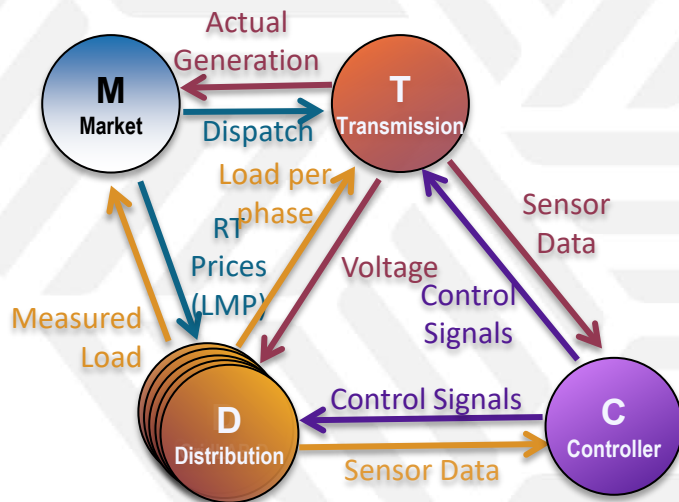 Actual
Generation
M
Market
T
Transmission
Dispatch
Load per
phase
RT
Prices
(LMP)
Voltage
Sensor
Data
Control
Signals
Measured
Load
D
Distribution
Control Signals
Sensor Data
C
Controller